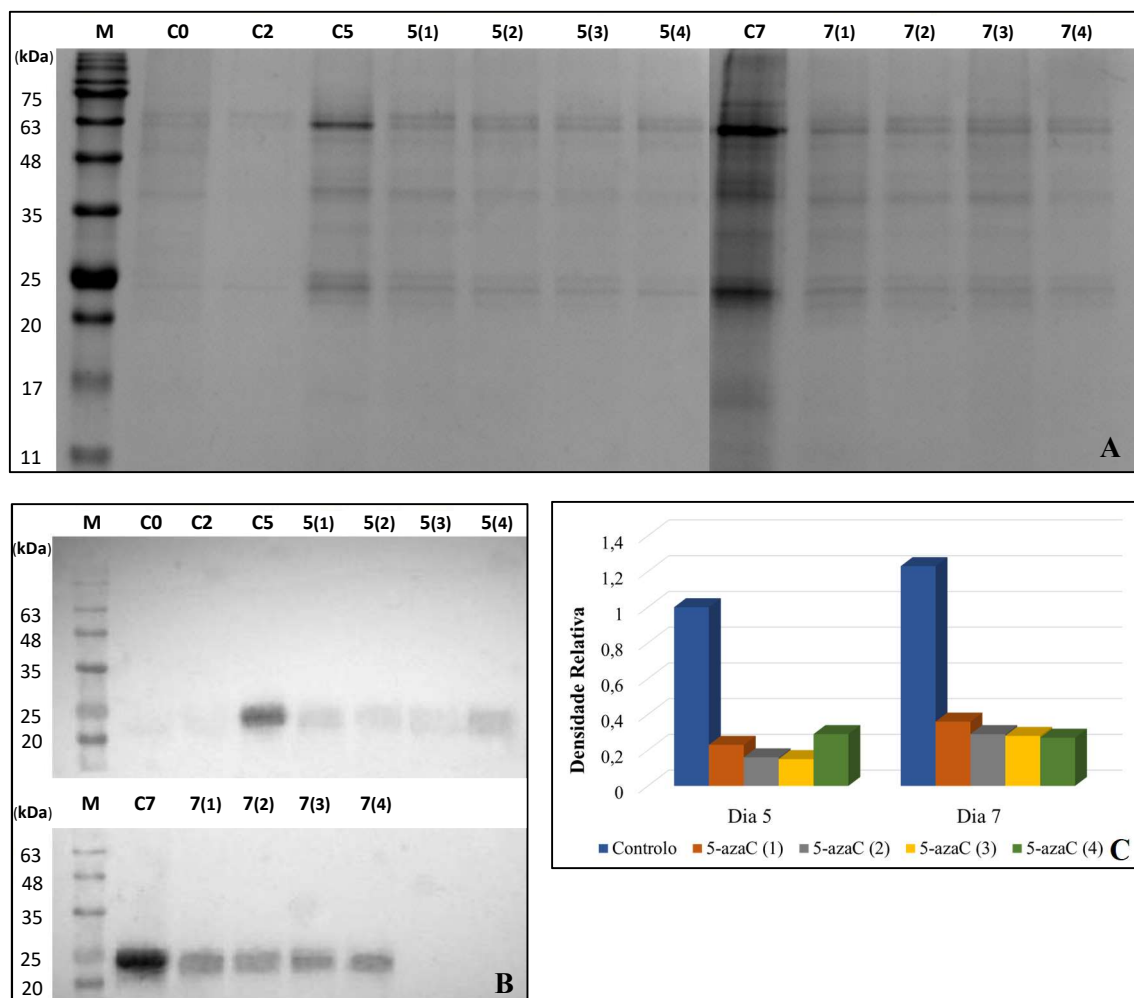 M C0 C2 C5 5(1) 5(2) 5(3) 5(4) C7 7(1) 7(2) 7(3) 7(4)
(kDa)
75
63
48
35
25
20
17
11
A
M C0 C2 C5 5(1) 5(2) 5(3) 5(4)
(kDa)
63
48
35
25
20
M C7 7(1) 7(2) 7(3) 7(4)
(kDa)
63
48
35
25
20
B
Densidade Relativa
1,4
1,2
1
0,8
0,6
0,4
0,2
0
Dia 5 Dia 7
Controlo 5-azaC (1) 5-azaC (2) 5-azaC (3) 5-azaC (4)
C